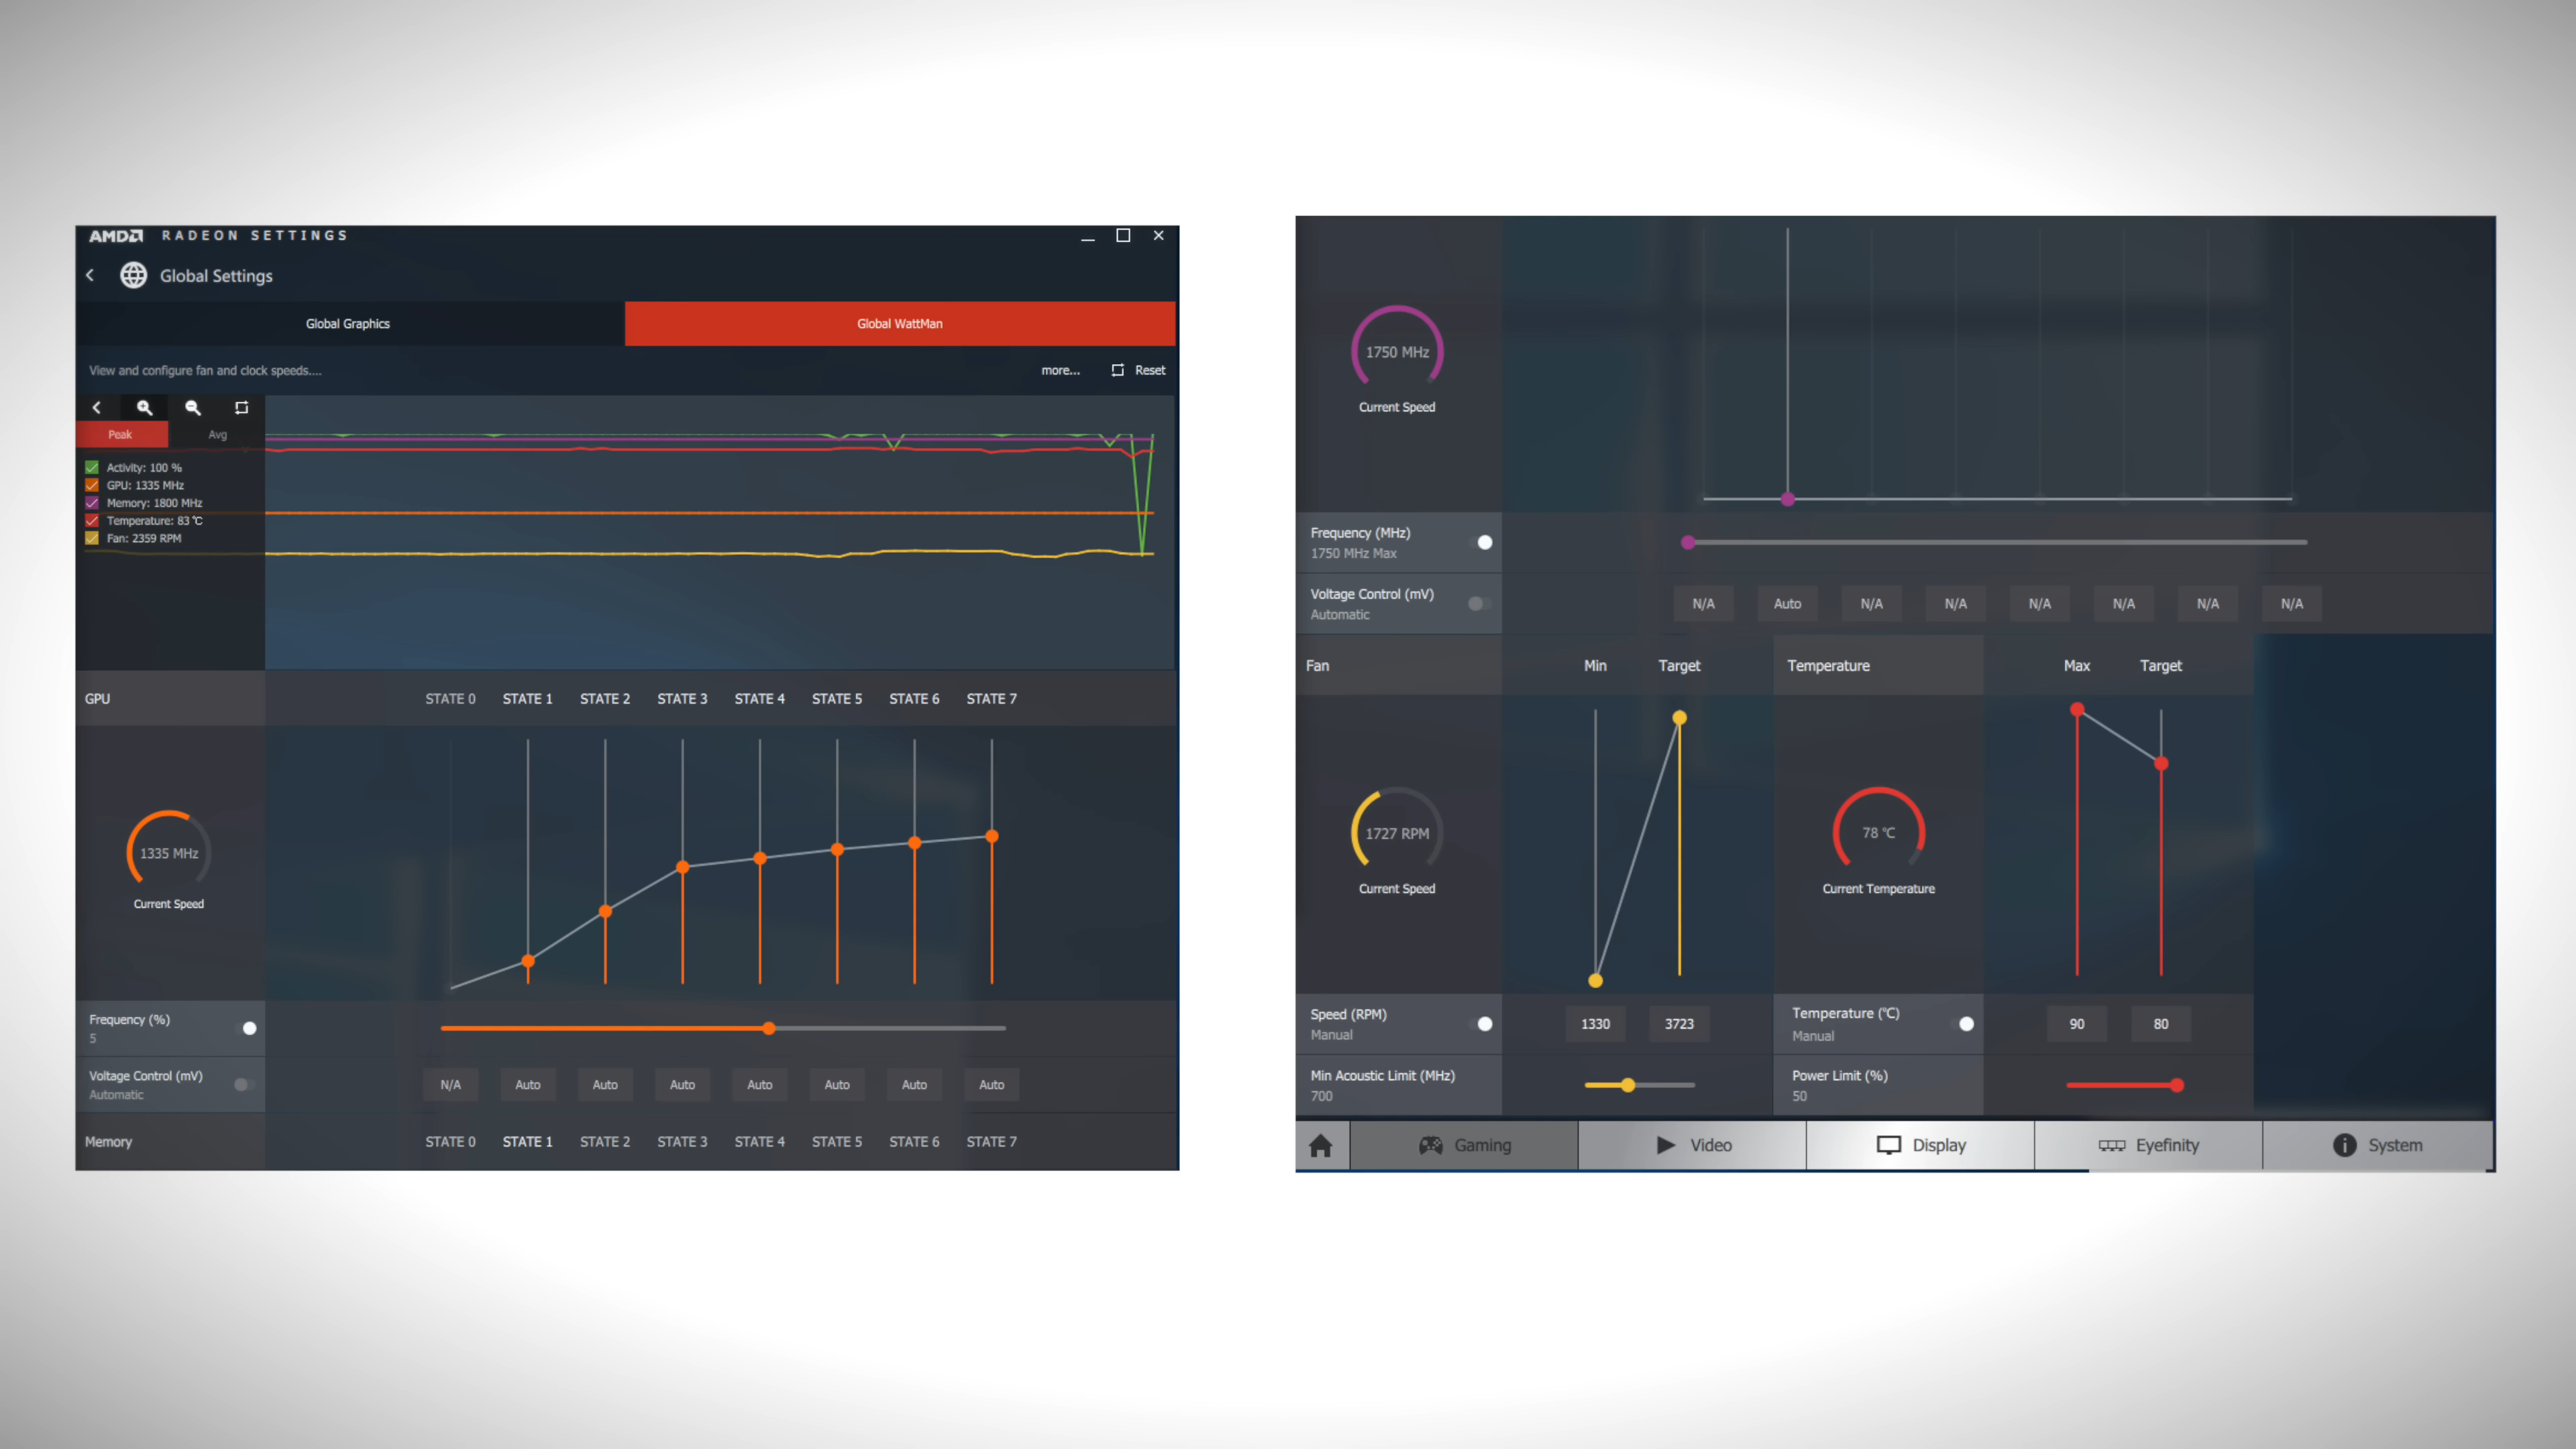 AMD RADEON SETTINGS
Global Settings
Global Graphics
Global WattMan
View and configure fan and clock speeds....
more...
Reset
Peak
Avg
Activity: 100 %
GPU: 1335 MHz
Memory: 1800 MHz
Temperature: 83 °C
Fan: 2359 RPM
GPU
STATE 0 STATE 1 STATE 2 STATE 3 STATE 4 STATE 5 STATE 6 STATE 7
1335 MHz
Current Speed
Frequency (%)
5
Voltage Control (mV)
Automatic
N/A Auto Auto Auto Auto Auto Auto Auto
Memory
STATE 0 STATE 1 STATE 2 STATE 3 STATE 4 STATE 5 STATE 6 STATE 7
1750 MHz
Current Speed
Frequency (MHz)
1750 MHz Max
Voltage Control (mV)
Automatic
N/A Auto N/A N/A N/A N/A N/A N/A
Fan
Min Target
Temperature
Max Target
1727 RPM
Current Speed
78 °C
Current Temperature
Speed (RPM)
Manual
1330 3723
Temperature (°C)
Manual
90 80
Min Acoustic Limit (MHz)
700
Power Limit (%)
50
Gaming
Video
Display
Eyefinity
System